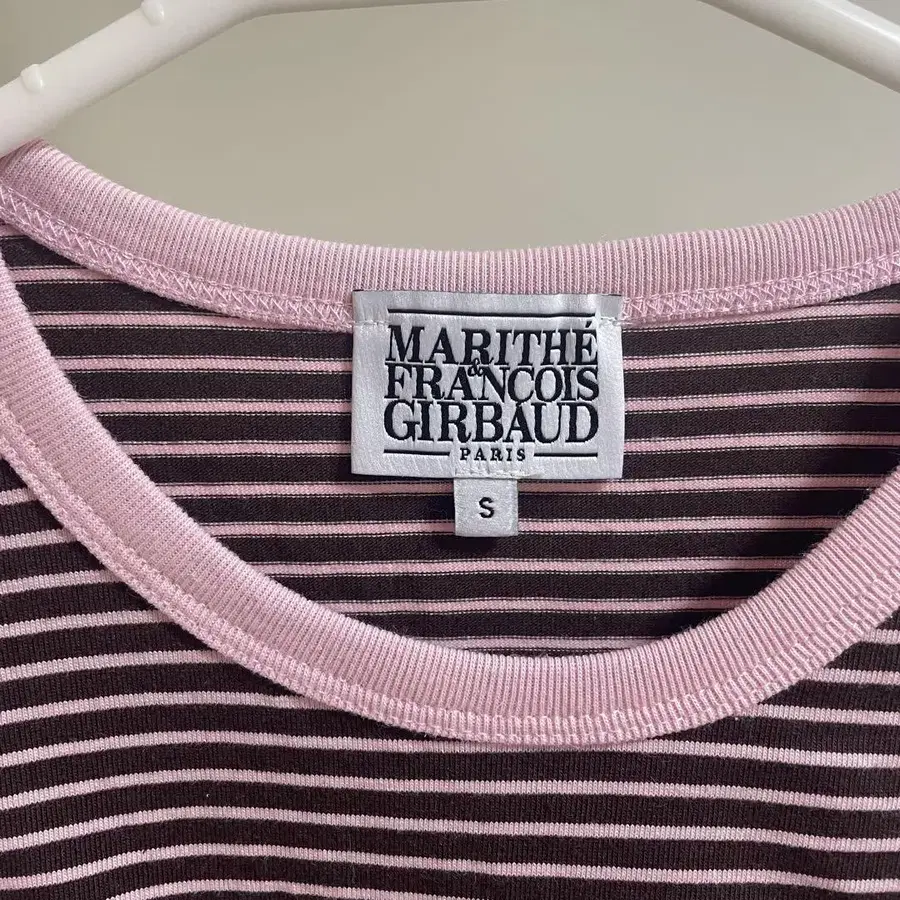 MARITHÉ
&
FRANCOIS
GIRBAUD
PARIS
S